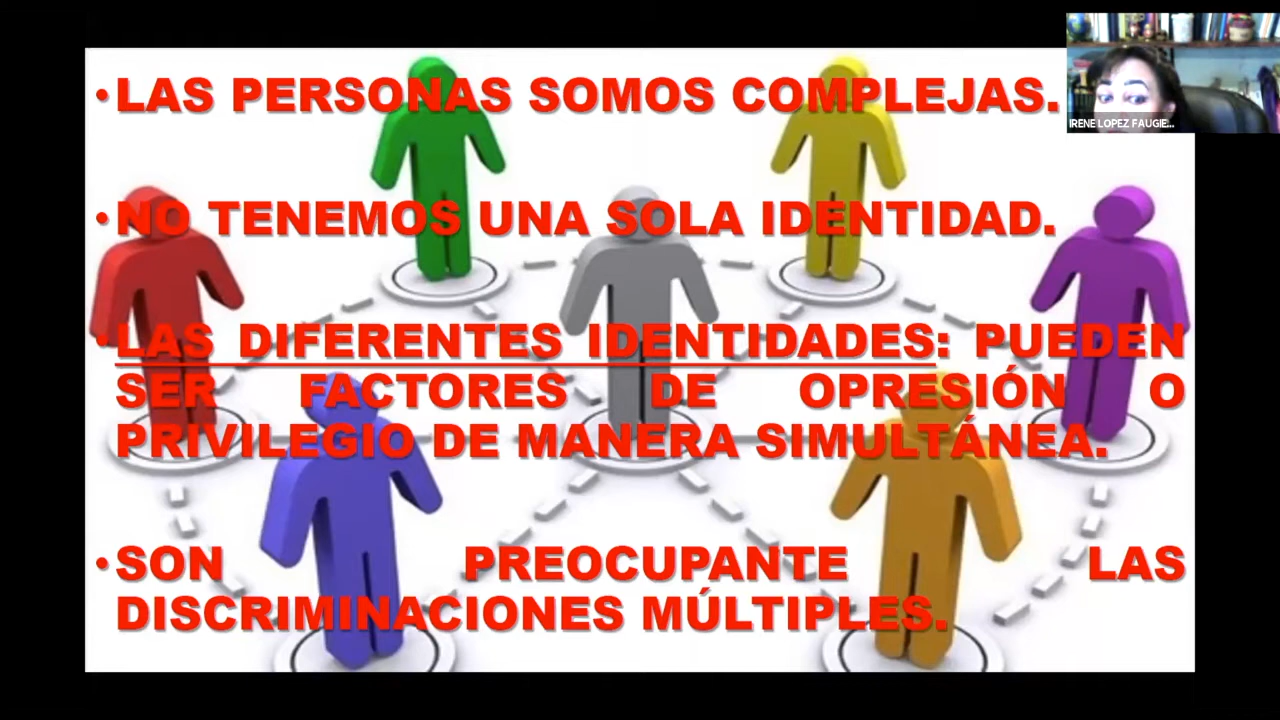 • LAS PERSONAS SOMOS COMPLEJAS.
IRENE LOPEZ FAUGIE...
• NO TENEMOS UNA SOLA IDENTIDAD.
• LAS DIFERENTES IDENTIDADES: PUEDEN
SER FACTORES DE OPRESIÓN O
PRIVILEGIO DE MANERA SIMULTÁNEA.
• SON PREOCUPANTE LAS
DISCRIMINACIONES MÚLTIPLES.